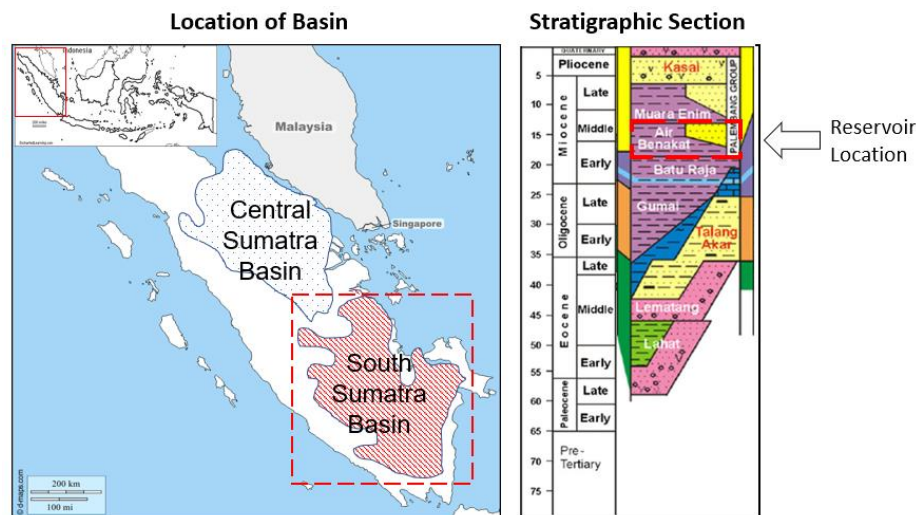 Location of Basin
Indonesia
Malaysia
Singapore
Central
Sumatra
Basin
South
Sumatra
Basin
200 km
100 mi
© d-maps.com
Stratigraphic Section
QUATERNARY
Pliocene
Miocene
Late
Middle
Early
Oligocene
Late
Early
Eocene
Late
Middle
Early
Paleocene
Late
Early
Pre-
Tertiary
5
10
15
20
25
30
35
40
45
50
55
60
65
70
75
Kasai
Muara Enim
Air
Benakat
PALEMBANG GROUP
Batu Raja
Gumai
Talang
Akar
Lematang
Lahat
Reservoir
Location